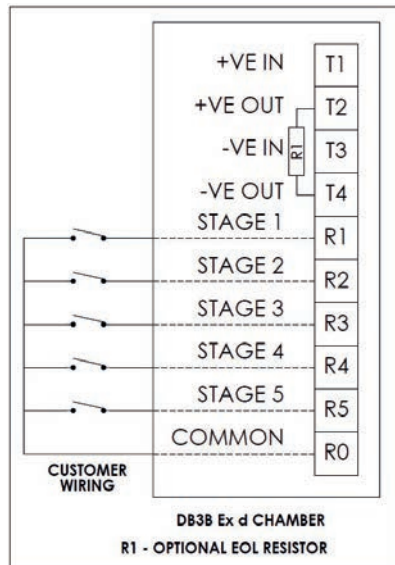 +VE IN T1
+VE OUT T2
-VE IN R1 T3
-VE OUT T4
STAGE 1 R1
STAGE 2 R2
STAGE 3 R3
STAGE 4 R4
STAGE 5 R5
COMMON R0
CUSTOMER
WIRING
DB3B Ex d CHAMBER
R1 - OPTIONAL EOL RESISTOR